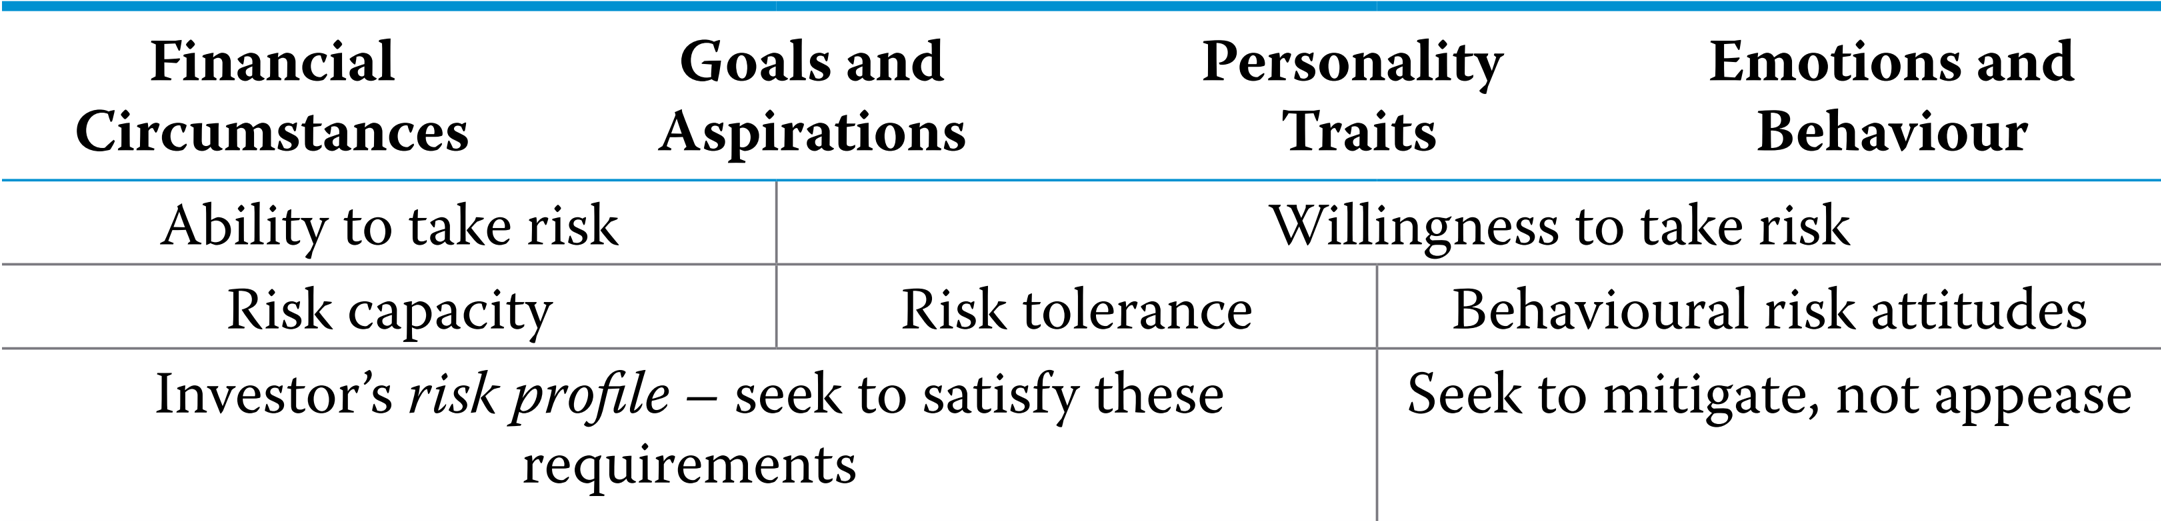 Financial Circumstances
Goals and Aspirations
Personality Traits
Emotions and Behaviour
Ability to take risk
Willingness to take risk
Risk capacity
Risk tolerance
Behavioural risk attitudes
Investor’s risk profile – seek to satisfy these
requirements
Seek to mitigate, not appease